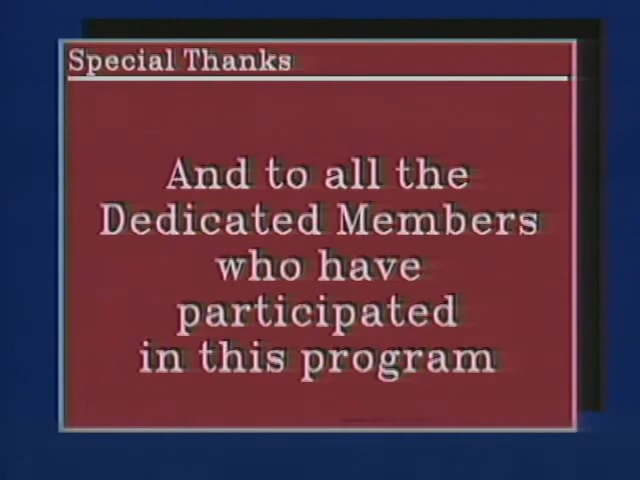 Special Thanks
And to all the
Dedicated Members
who have
participated
in this program